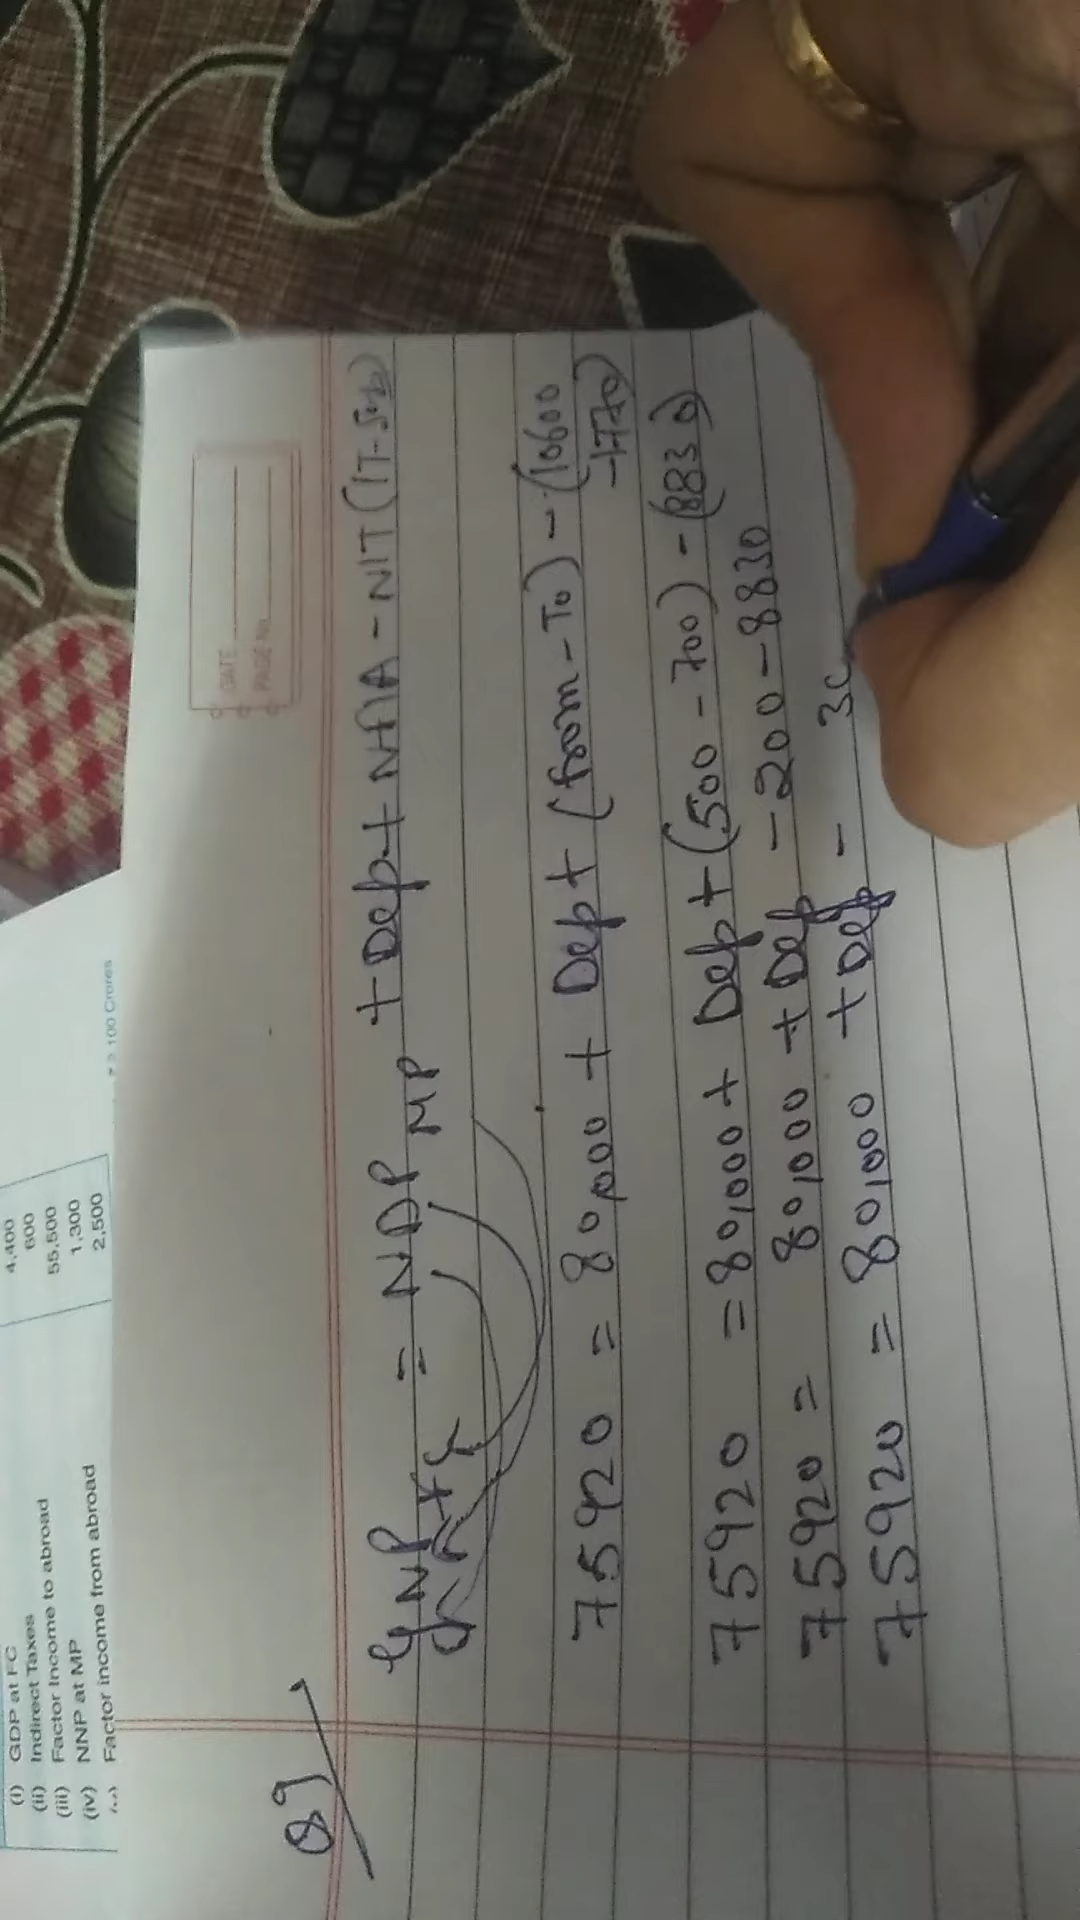 4,400
600
55,500
1,300
2,500
(i) GDP at FC
(ii) Indirect Taxes
(iii) Factor Income to abroad
(iv) NNP at MP
Factor income from abroad
100 Crores
DATE
PAGE No.
Q9
GNP FC = NDP MP + Dep + NFIA - NIT (IT - Sub)
75920 = 80,000 + Dep + (from - To) - (10600
-1770)
75920 = 80,000 + Dep + (500 - 700) - (8830)
75920 = 80,000 + Dep - 200 - 8830
75920 = 80,000 + Dep -